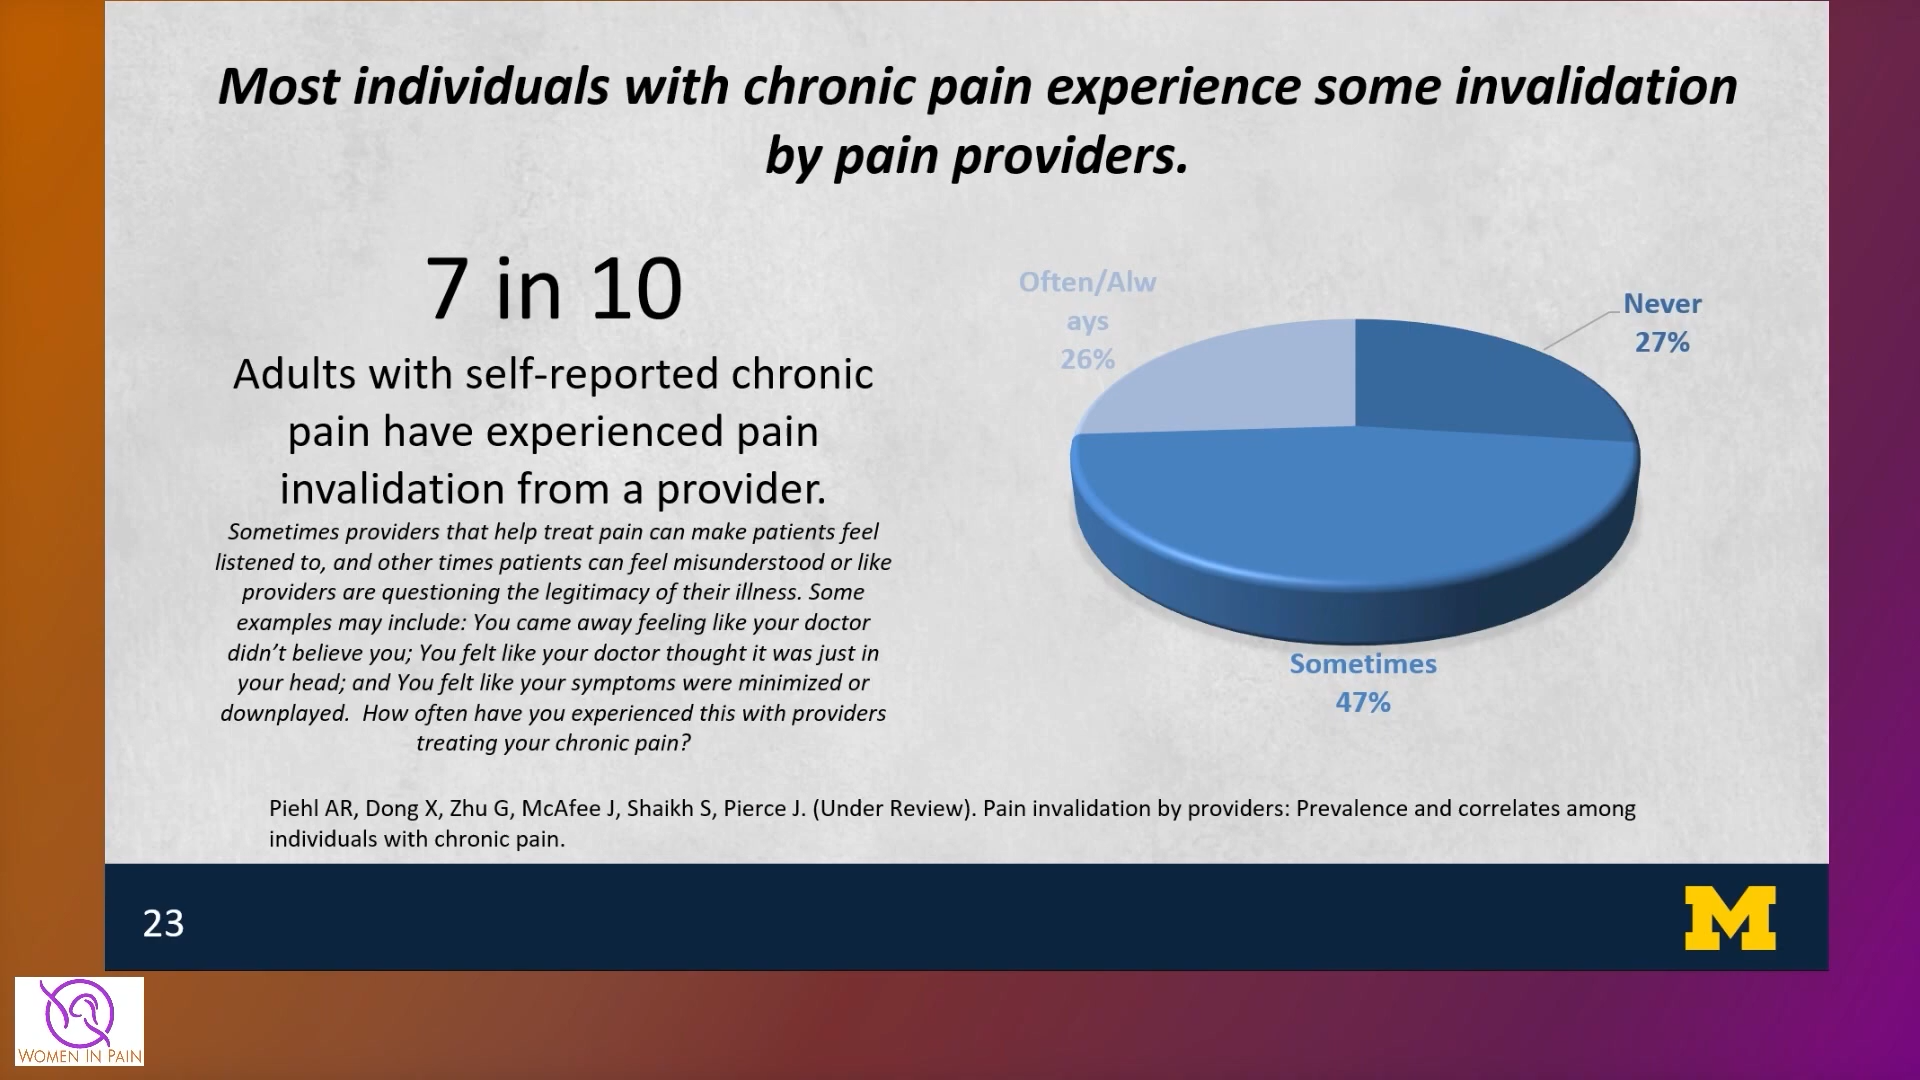 Most individuals with chronic pain experience some invalidation
by pain providers.
7 in 10
Adults with self-reported chronic
pain have experienced pain
invalidation from a provider.
Sometimes providers that help treat pain can make patients feel
listened to, and other times patients can feel misunderstood or like
providers are questioning the legitimacy of their illness. Some
examples may include: You came away feeling like your doctor
didn’t believe you; You felt like your doctor thought it was just in
your head; and You felt like your symptoms were minimized or
downplayed.  How often have you experienced this with providers
treating your chronic pain?
Often/Alw
ays
26%
Never
27%
Sometimes
47%
Piehl AR, Dong X, Zhu G, McAfee J, Shaikh S, Pierce J. (Under Review). Pain invalidation by providers: Prevalence and correlates among
individuals with chronic pain.
23
M
WOMEN IN PAIN